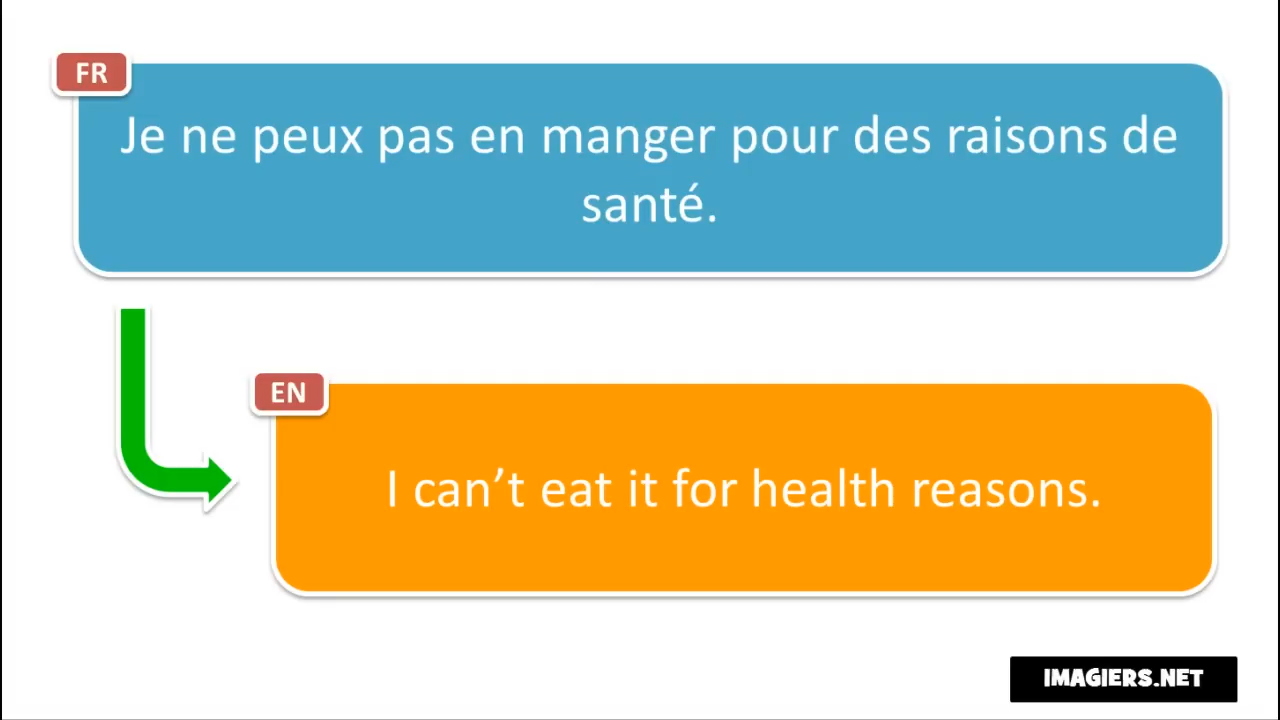 FR
Je ne peux pas en manger pour des raisons de
santé.
EN
I can’t eat it for health reasons.
IMAGIERS.NET